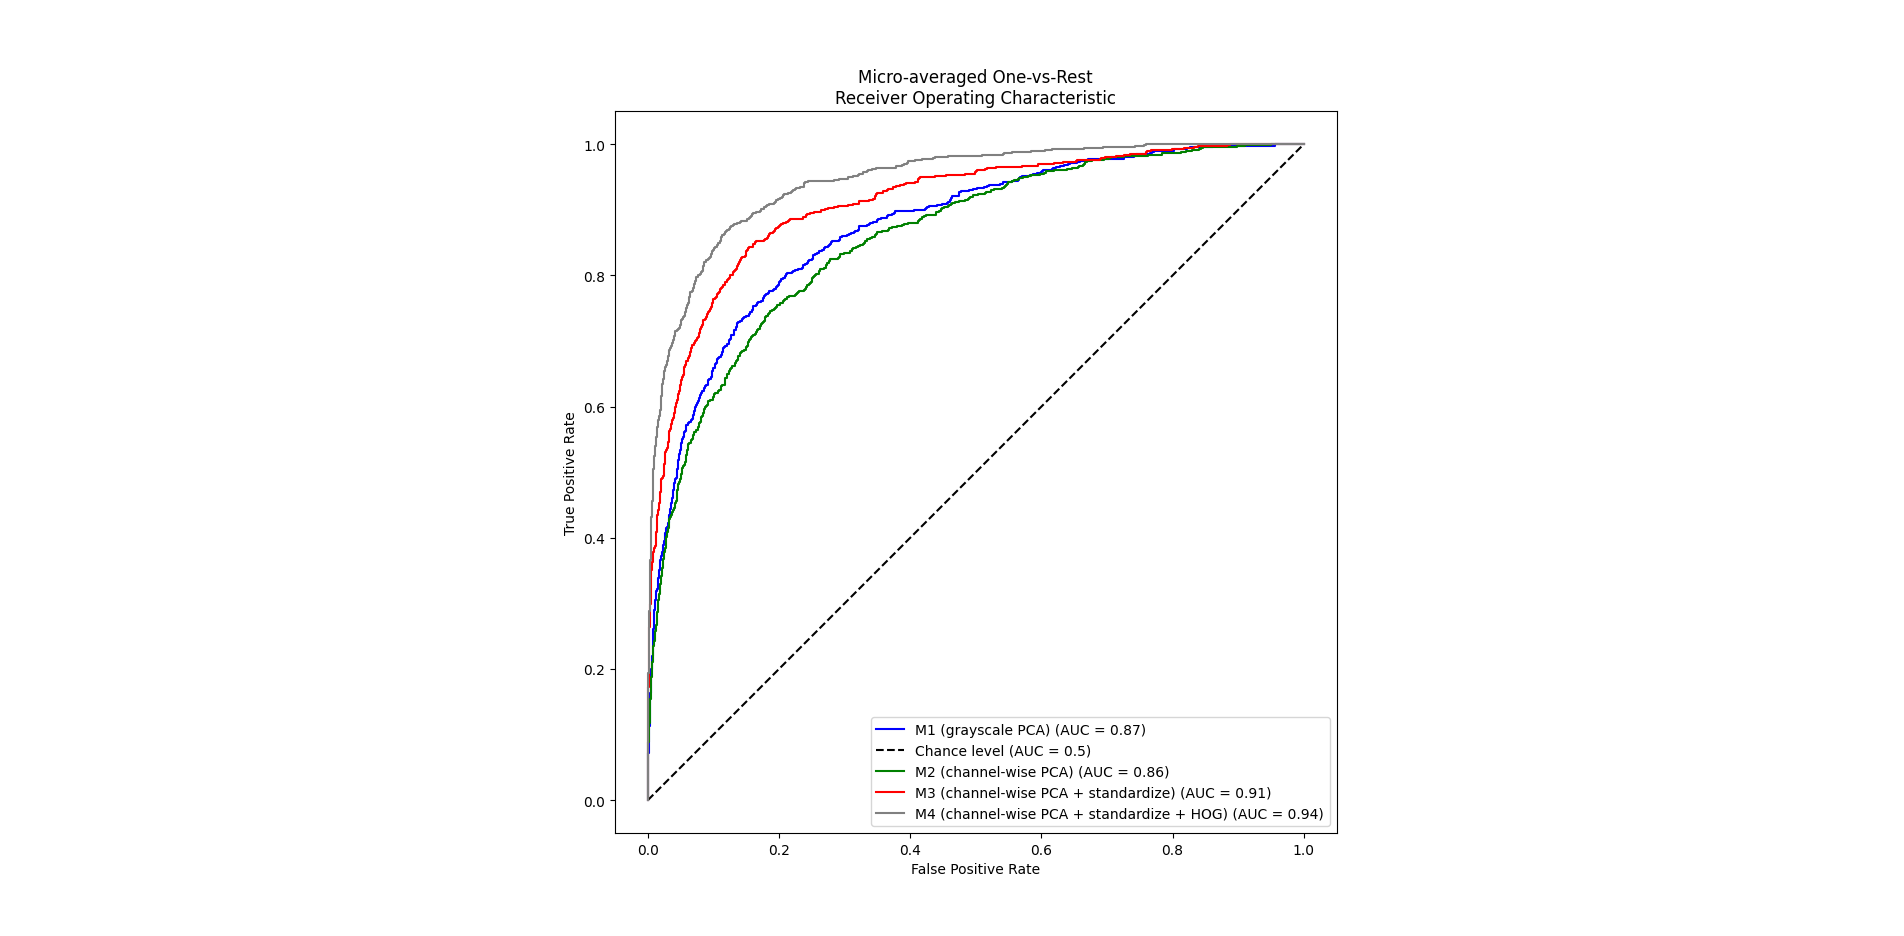 Micro-averaged One-vs-Rest
Receiver Operating Characteristic
1.0
0.8
0.6
0.4
0.2
0.0
True Positive Rate
M1 (grayscale PCA) (AUC = 0.87)
Chance level (AUC = 0.5)
M2 (channel-wise PCA) (AUC = 0.86)
M3 (channel-wise PCA + standardize) (AUC = 0.91)
M4 (channel-wise PCA + standardize + HOG) (AUC = 0.94)
0.0 0.2 0.4 0.6 0.8 1.0
False Positive Rate